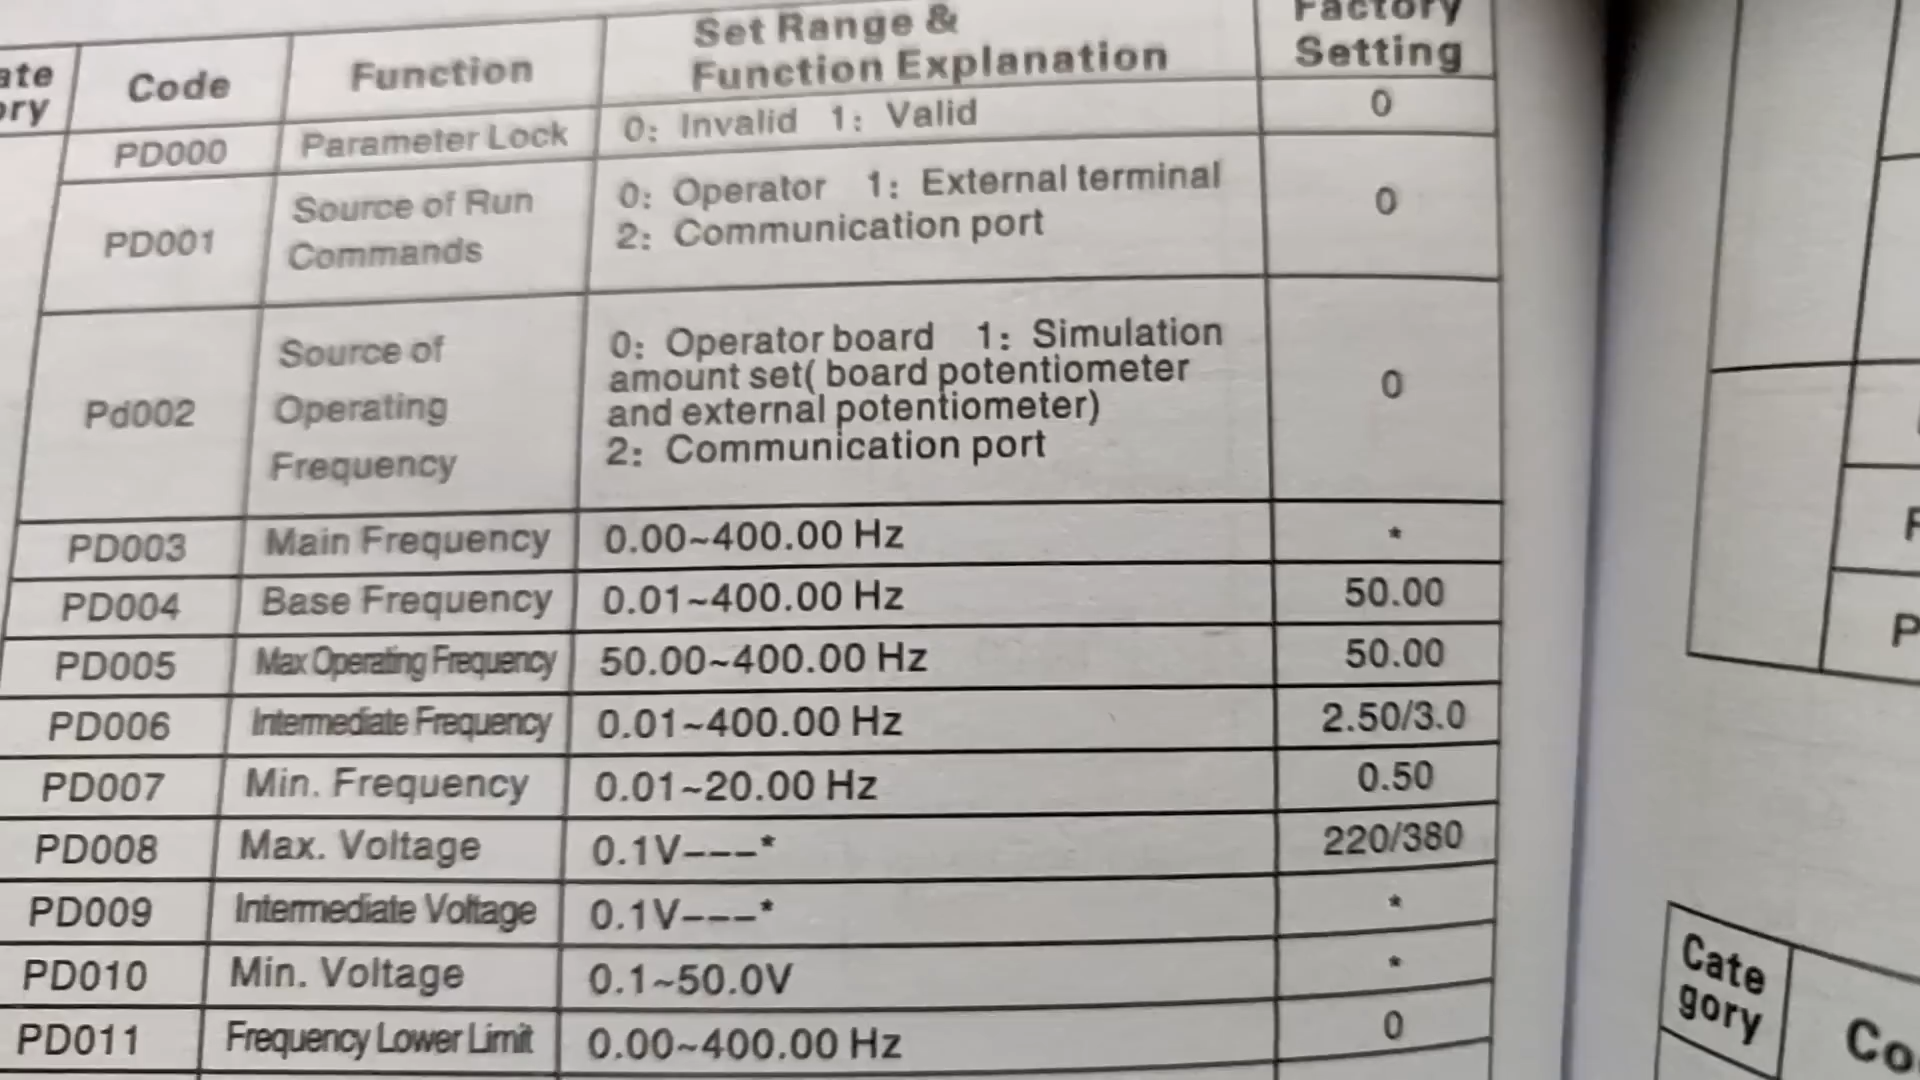 Cate
gory
Code
Function
Set Range &
Function Explanation
Factory
Setting
PD000
Parameter Lock
0: Invalid 1: Valid
0
PD001
Source of Run
Commands
0: Operator 1: External terminal
2: Communication port
0
Pd002
Source of
Operating
Frequency
0: Operator board 1: Simulation
amount set( board potentiometer
and external potentiometer)
2: Communication port
0
PD003
Main Frequency
0.00~400.00 Hz
*
PD004
Base Frequency
0.01~400.00 Hz
50.00
PD005
Max Operating Frequency
50.00~400.00 Hz
50.00
PD006
Intermediate Frequency
0.01~400.00 Hz
2.50/3.0
PD007
Min. Frequency
0.01~20.00 Hz
0.50
PD008
Max. Voltage
0.1V---*
220/380
PD009
Intermediate Voltage
0.1V---*
*
PD010
Min. Voltage
0.1~50.0V
*
PD011
Frequency Lower Limit
0.00~400.00 Hz
0
Cate
gory
Co